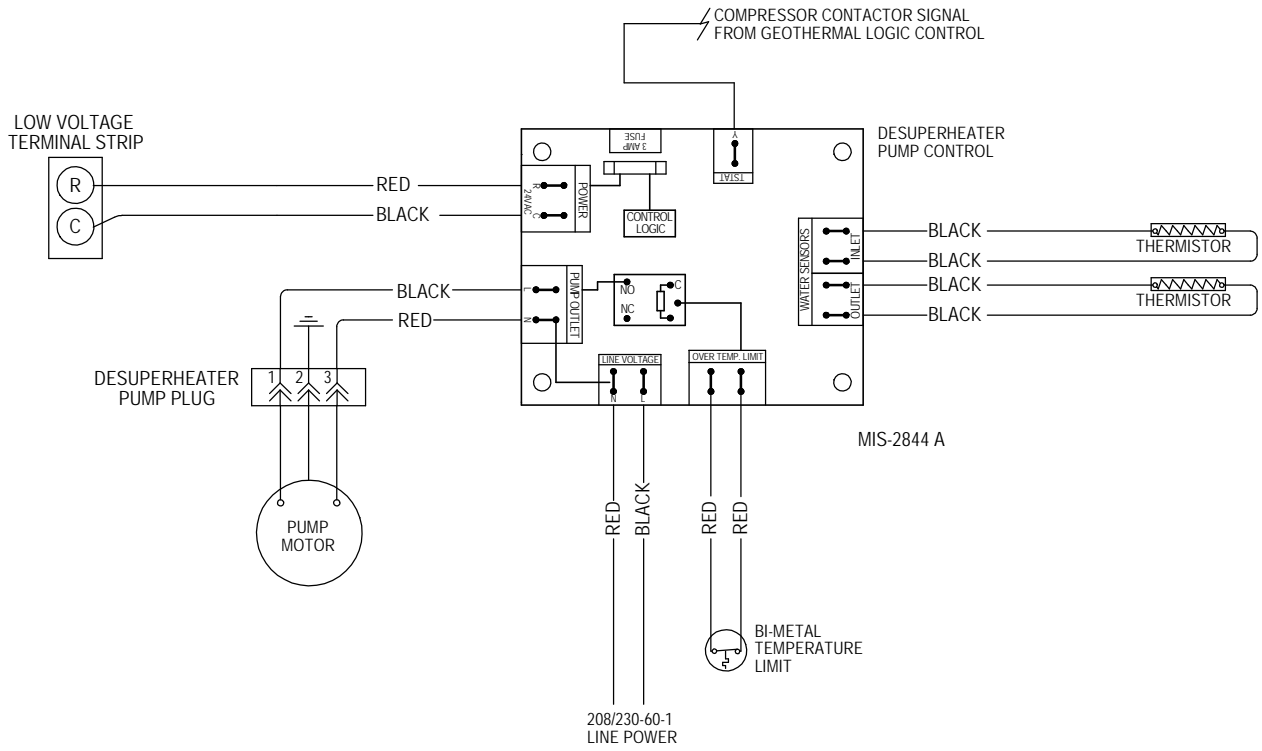 COMPRESSOR CONTACTOR SIGNAL
FROM GEOTHERMAL LOGIC CONTROL
LOW VOLTAGE
TERMINAL STRIP
R
C
RED
BLACK
3 AMP
FUSE
Y
TSTAT
DESUPERHEATER
PUMP CONTROL
R
24VAC
C
POWER
CONTROL
LOGIC
WATER SENSORS
INLET
OUTLET
BLACK
THERMISTOR
BLACK
BLACK
THERMISTOR
BLACK
BLACK
RED
L
N
PUMP OUTLET
NO
NC
C
LINE VOLTAGE
N
L
OVER TEMP. LIMIT
DESUPERHEATER
PUMP PLUG
1
2
3
PUMP
MOTOR
MIS-2844 A
RED
BLACK
RED
RED
BI-METAL
TEMPERATURE
LIMIT
208/230-60-1
LINE POWER